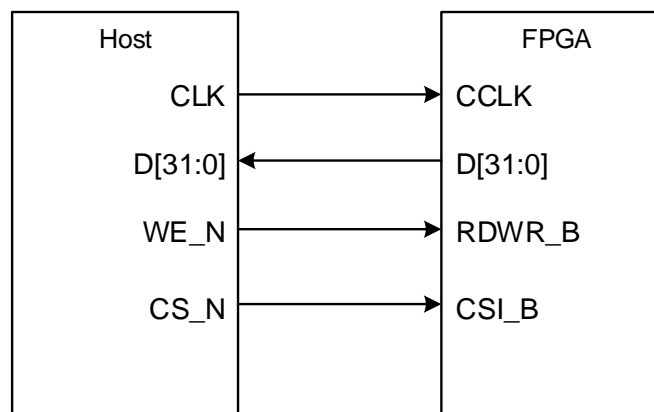 Host FPGA
CLK CCLK
D[31:0] D[31:0]
WE_N RDWR_B
CS_N CSI_B